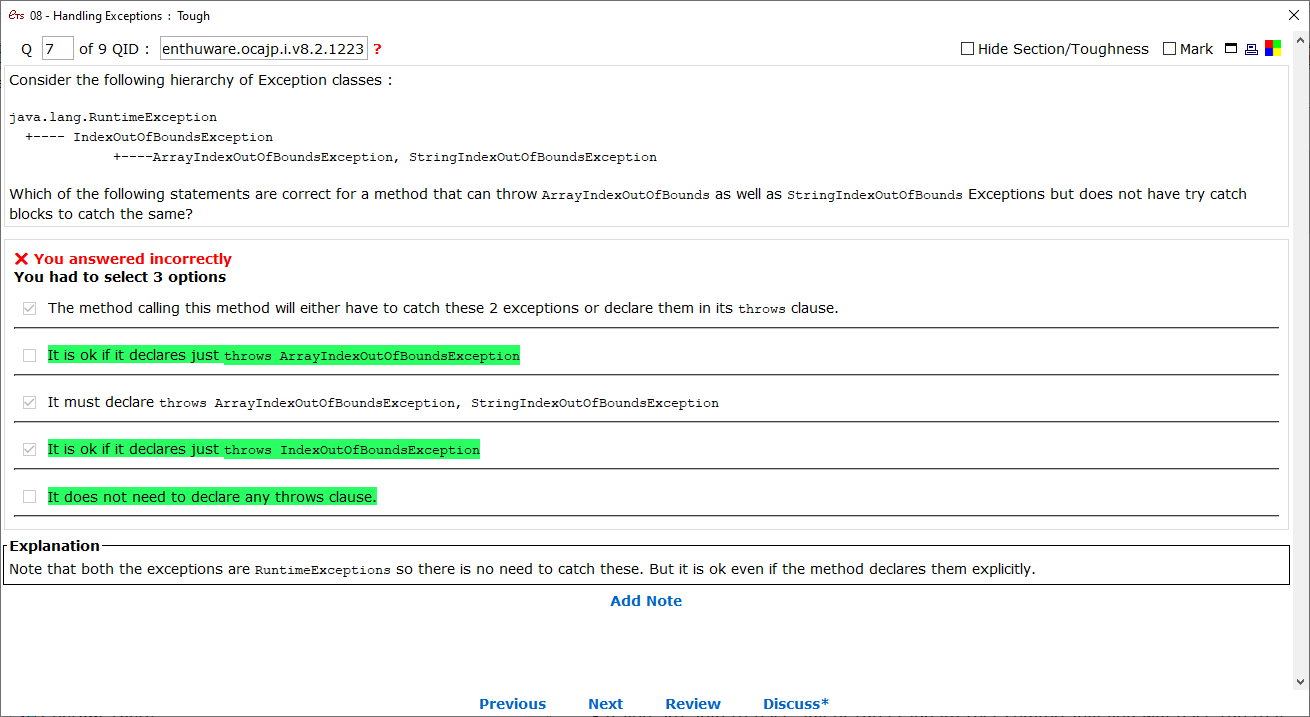 ets 08 - Handling Exceptions : Tough
Q 7 of 9 QID : enthuware.ocajp.i.v8.2.1223 ? Hide Section/Toughness Mark
Consider the following hierarchy of Exception classes :
java.lang.RuntimeException
+---- IndexOutOfBoundsException
+----ArrayIndexOutOfBoundsException, StringIndexOutOfBoundsException
Which of the following statements are correct for a method that can throw ArrayIndexOutOfBounds as well as StringIndexOutOfBounds Exceptions but does not have try catch
blocks to catch the same?
You answered incorrectly
You had to select 3 options
The method calling this method will either have to catch these 2 exceptions or declare them in its throws clause.
It is ok if it declares just throws ArrayIndexOutOfBoundsException
It must declare throws ArrayIndexOutOfBoundsException, StringIndexOutOfBoundsException
It is ok if it declares just throws IndexOutOfBoundsException
It does not need to declare any throws clause.
Explanation
Note that both the exceptions are RuntimeExceptions so there is no need to catch these. But it is ok even if the method declares them explicitly.
Add Note
Previous Next Review Discuss*